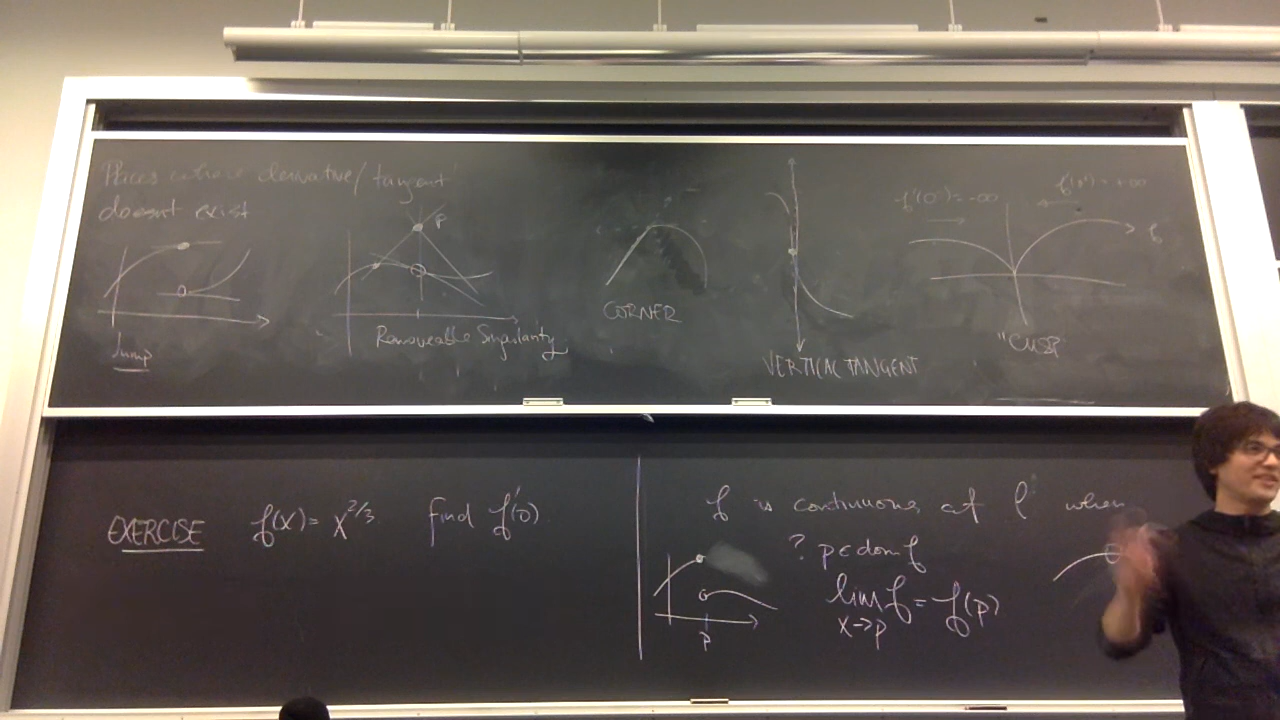 Places where derivative/tangent
doesnt exist
Jump
P
Removeable Singularity
CORNER
VERTICAL TANGENT
f'(0⁻) = -∞
f'(0⁺) = +∞
f
"CUSP"
EXERCISE f(x) = x^{2/3} find f'(0)
f is continuous at p when
? p ∈ dom f
lim f = f(p)
x→p
p